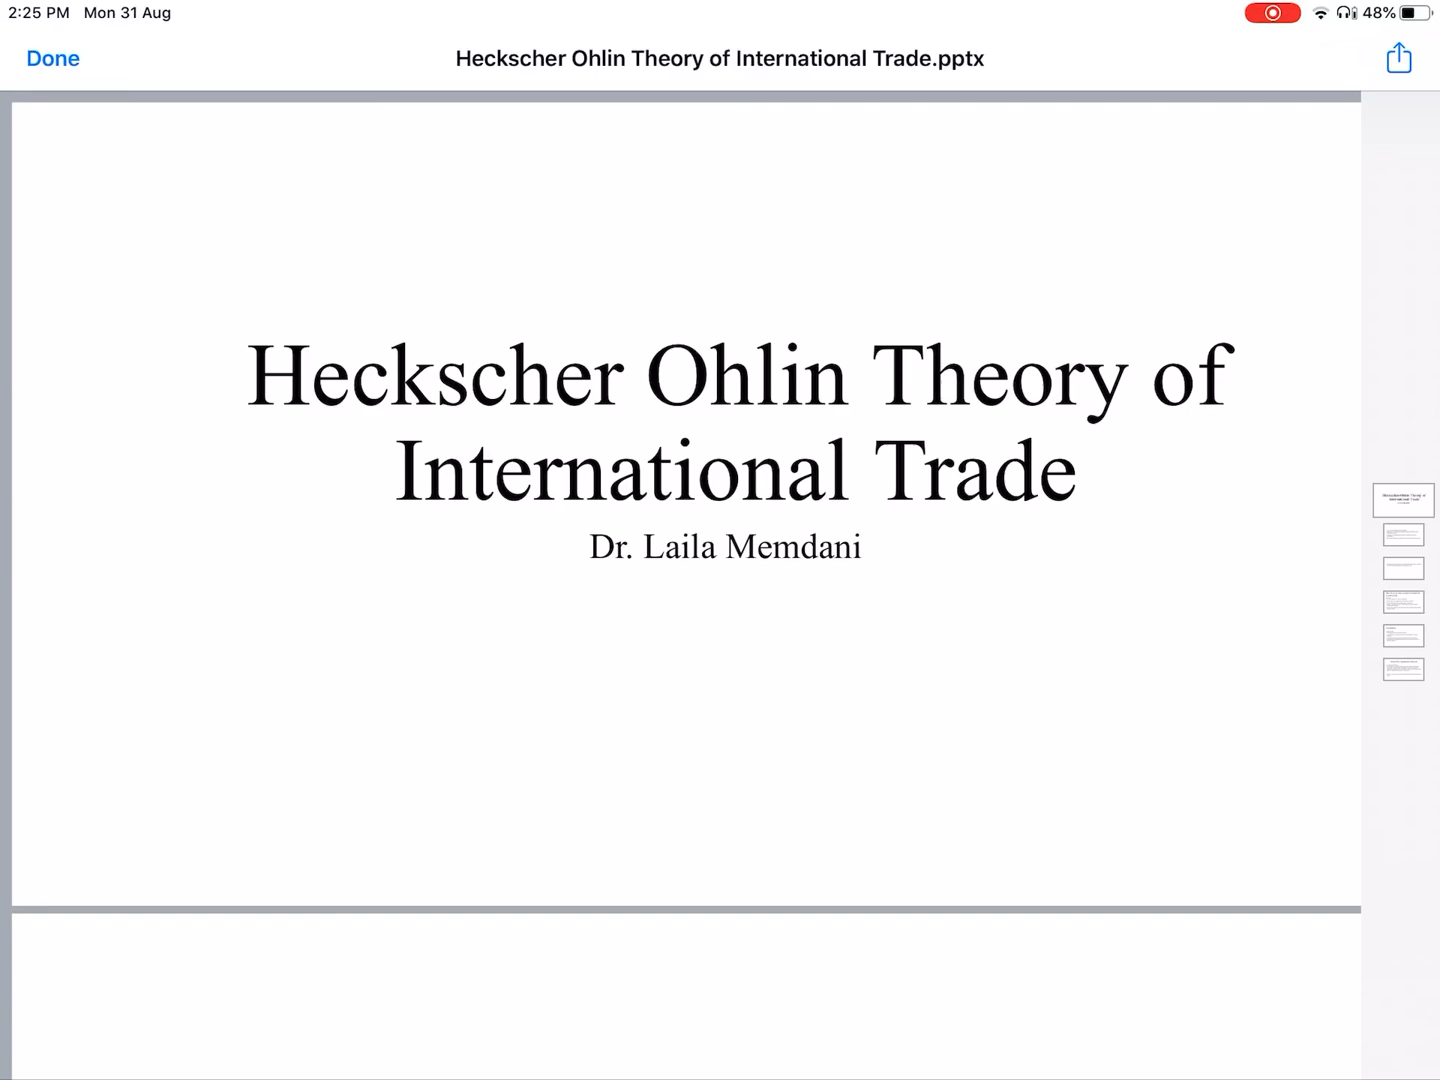 2:25 PM Mon 31 Aug
48%
Done
Heckscher Ohlin Theory of International Trade.pptx
Heckscher Ohlin Theory of
International Trade
Dr. Laila Memdani